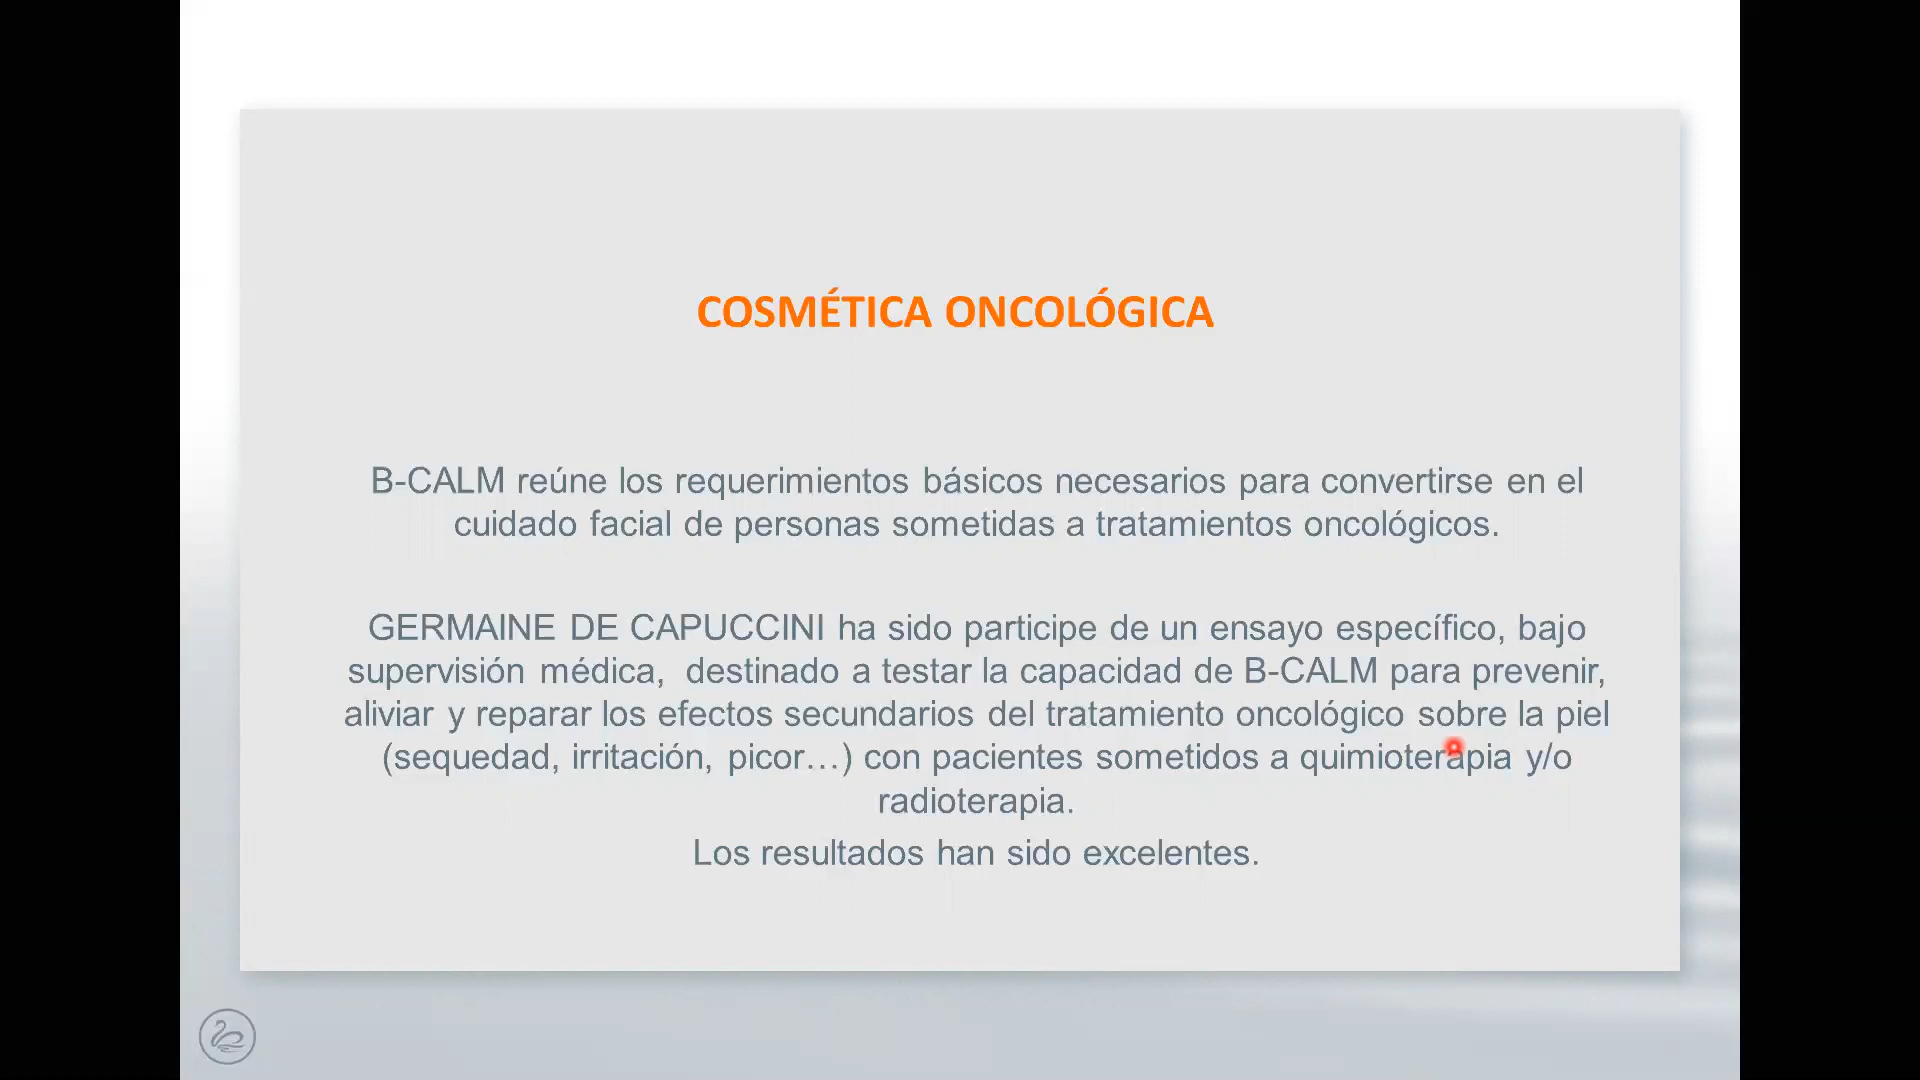 COSMÉTICA ONCOLÓGICA
B-CALM reúne los requerimientos básicos necesarios para convertirse en el
cuidado facial de personas sometidas a tratamientos oncológicos.
GERMAINE DE CAPUCCINI ha sido participe de un ensayo específico, bajo
supervisión médica, destinado a testar la capacidad de B-CALM para prevenir,
aliviar y reparar los efectos secundarios del tratamiento oncológico sobre la piel
(sequedad, irritación, picor…) con pacientes sometidos a quimioterapia y/o
radioterapia.
Los resultados han sido excelentes.